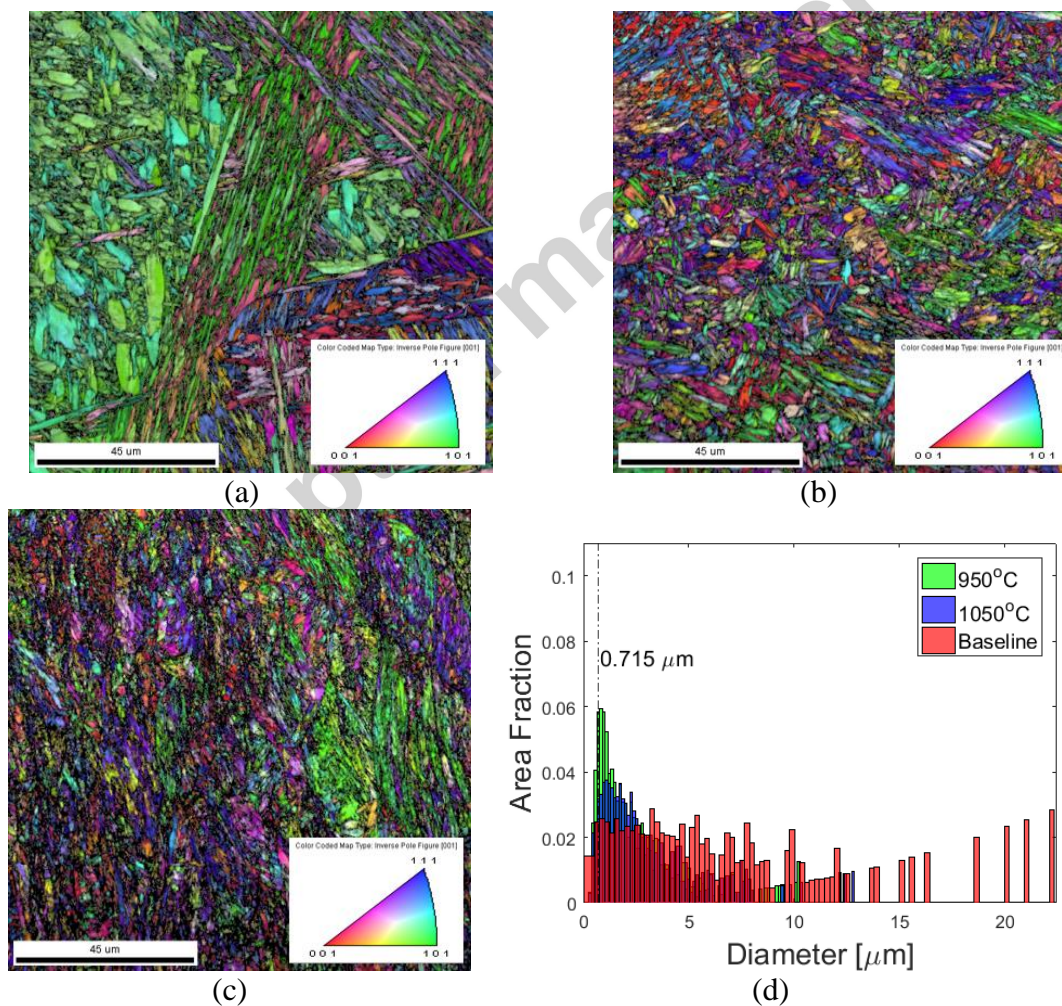 Color Coded Map Type: Inverse Pole Figure [001]
1 1 1
0 0 1
1 0 1
45 um
(a)
Color Coded Map Type: Inverse Pole Figure [001]
1 1 1
0 0 1
1 0 1
45 um
(b)
Color Coded Map Type: Inverse Pole Figure [001]
1 1 1
0 0 1
1 0 1
45 um
(c)
0.1
0.08
0.06
0.04
0.02
0
Area Fraction
950°C
1050°C
Baseline
0.715 μm
0 5 10 15 20
Diameter [μm]
(d)